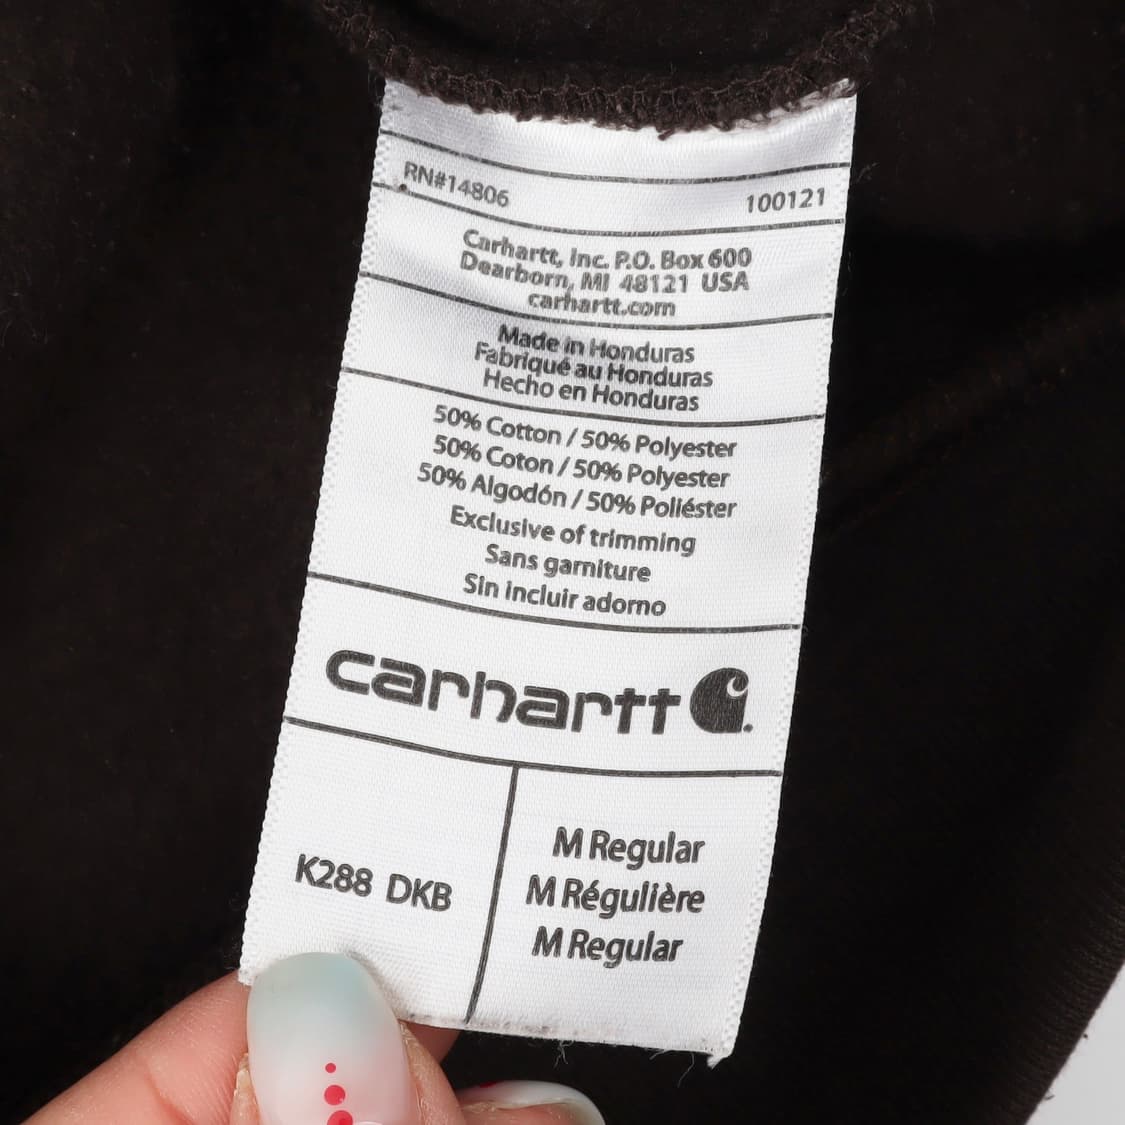 RN#14806 100121
Carhartt, Inc. P.O. Box 600
Dearborn, MI 48121 USA
carhartt.com
Made in Honduras
Fabriqué au Honduras
Hecho en Honduras
50% Cotton / 50% Polyester
50% Coton / 50% Polyester
50% Algodón / 50% Poliéster
Exclusive of trimming
Sans garniture
Sin incluir adorno
carhartt
K288 DKB
M Regular
M Régulière
M Regular